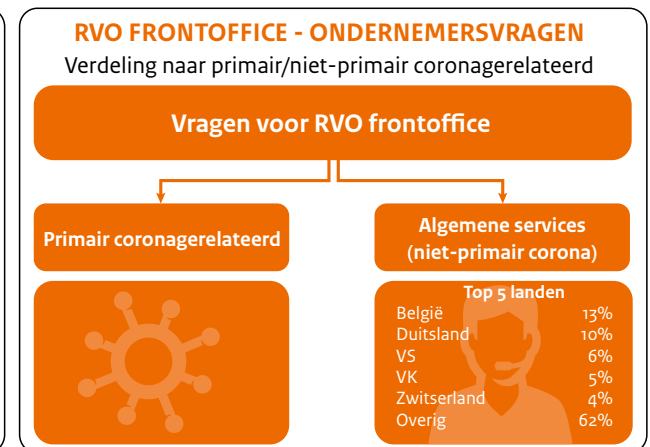 RVO FRONTOFFICE - ONDERNEMERSVRAGEN
Verdeling naar primair/niet-primair coronagerelateerd
Vragen voor RVO frontoffice
Primair coronagerelateerd
Algemene services
(niet-primair corona)
Top 5 landen
België 13%
Duitsland 10%
VS 6%
VK 5%
Zwitserland 4%
Overig 62%